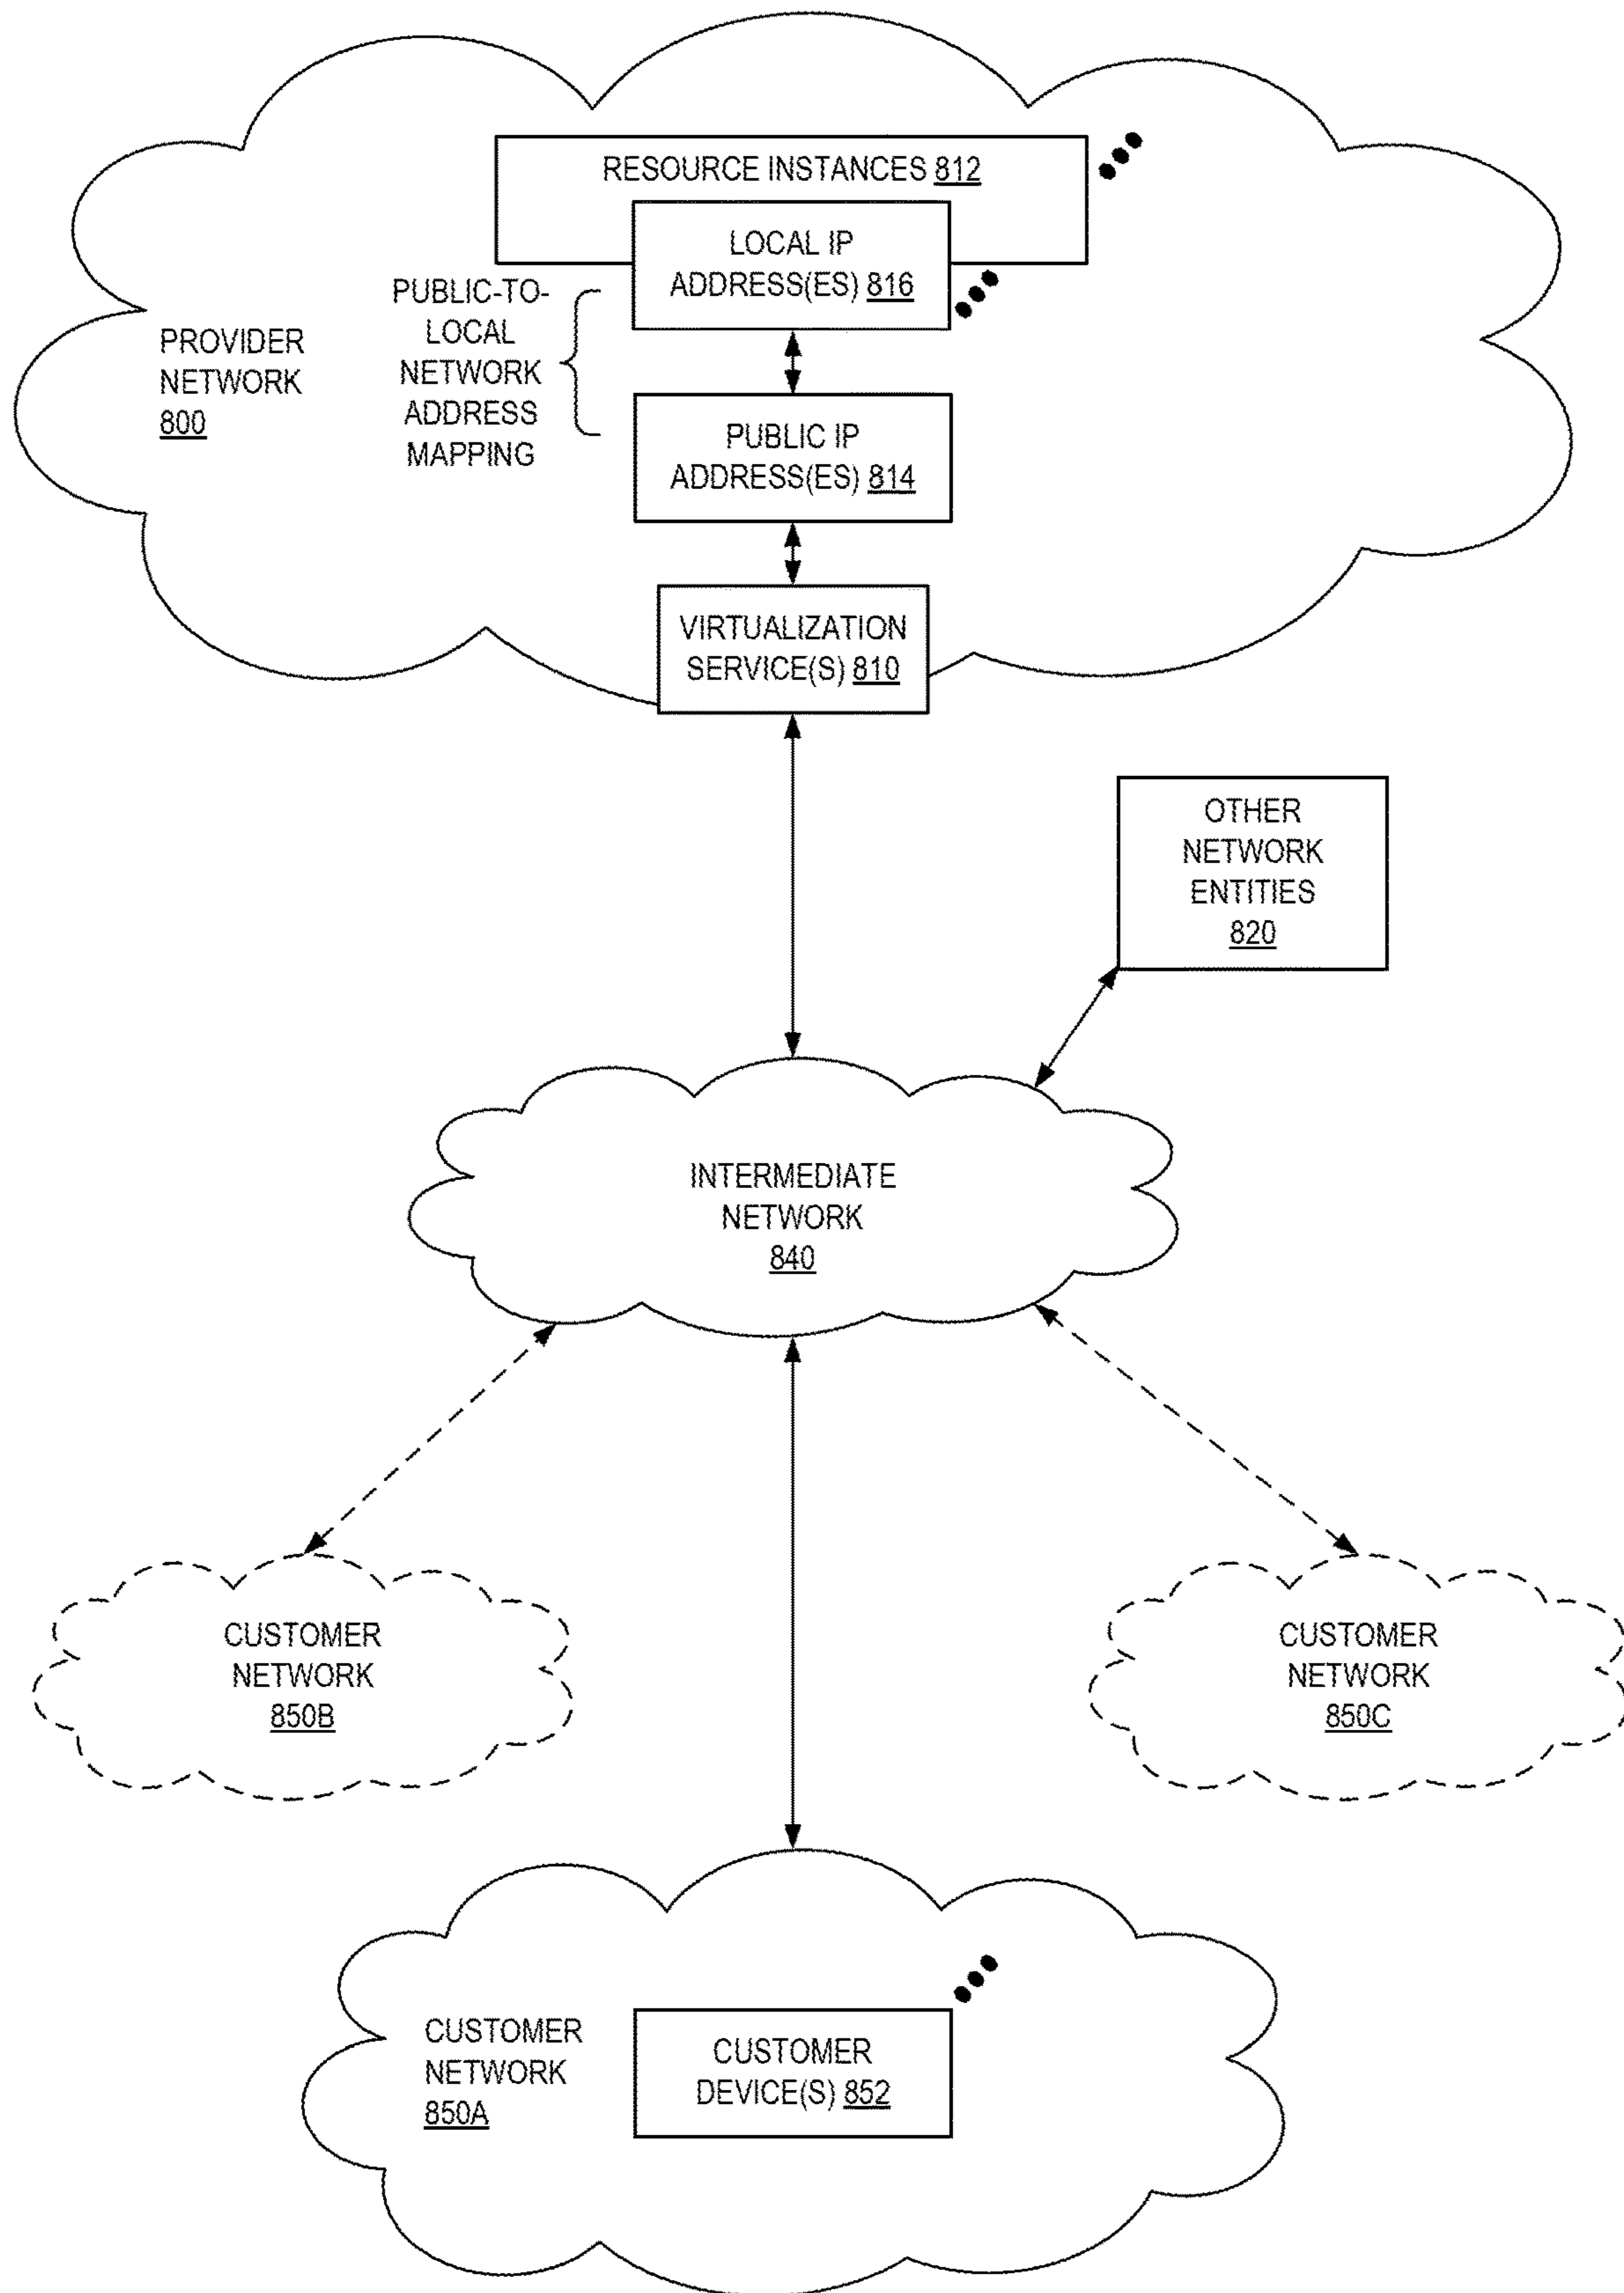 RESOURCE INSTANCES 812
LOCAL IP
ADDRESS(ES) 816
PUBLIC-TO-
LOCAL
NETWORK
ADDRESS
MAPPING
PROVIDER
NETWORK
800
PUBLIC IP
ADDRESS(ES) 814
VIRTUALIZATION
SERVICE(S) 810
OTHER
NETWORK
ENTITIES
820
INTERMEDIATE
NETWORK
840
CUSTOMER
NETWORK
850B
CUSTOMER
NETWORK
850C
CUSTOMER
NETWORK
850A
CUSTOMER
DEVICE(S) 852